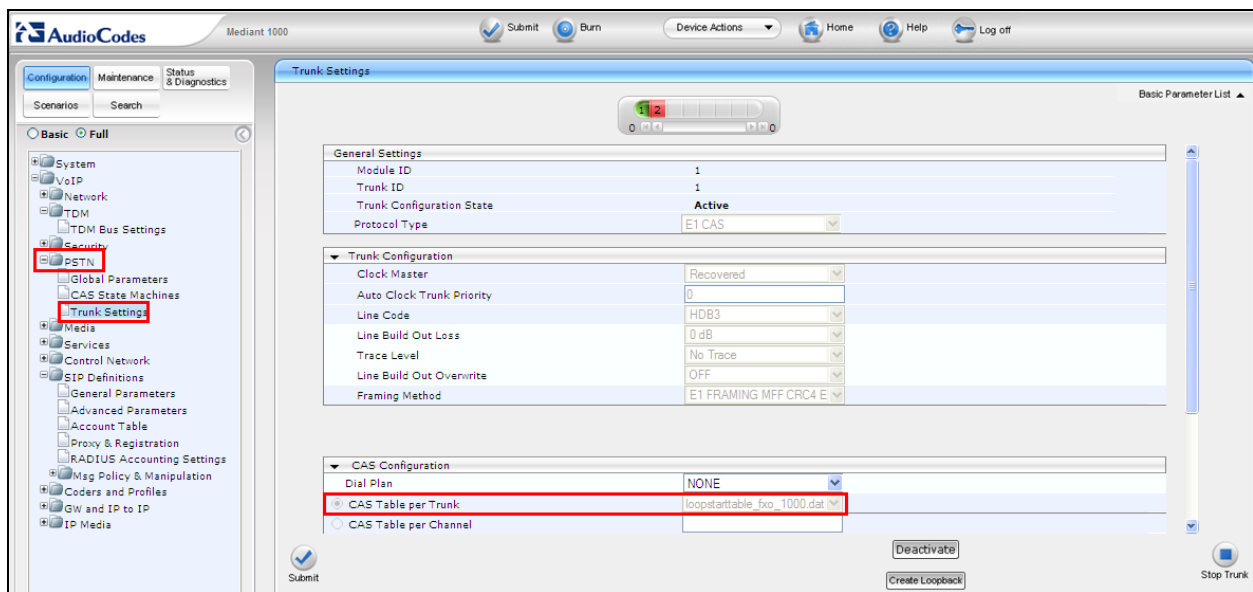 AudioCodes
Mediant 1000
Submit
Burn
Device Actions
Home
Help
Log off
Configuration
Maintenance
Status & Diagnostics
Scenarios
Search
Basic
Full
System
VoIP
Network
TDM
TDM Bus Settings
Security
PSTN
Global Parameters
CAS State Machines
Trunk Settings
Media
Services
Control Network
SIP Definitions
General Parameters
Advanced Parameters
Account Table
Proxy & Registration
RADIUS Accounting Settings
Msg Policy & Manipulation
Coders and Profiles
GW and IP to IP
IP Media
Trunk Settings
Basic Parameter List
1 2
0 0
General Settings
Module ID 1
Trunk ID 1
Trunk Configuration State Active
Protocol Type E1 CAS
Trunk Configuration
Clock Master Recovered
Auto Clock Trunk Priority 0
Line Code HDB3
Line Build Out Loss 0 dB
Trace Level No Trace
Line Build Out Overwrite OFF
Framing Method E1 FRAMING MFF CRC4 E
CAS Configuration
Dial Plan NONE
CAS Table per Trunk loopstarttable_fxo_1000.dat
CAS Table per Channel
Submit
Deactivate
Create Loopback
Stop Trunk